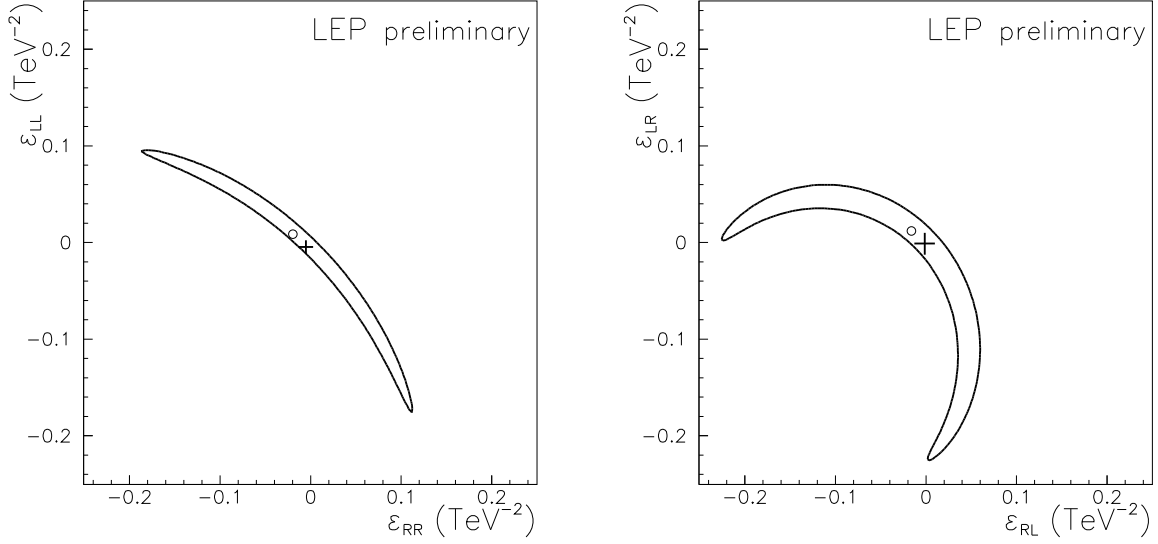 LEP preliminary
ε_LL (TeV⁻²)
0.2
0.1
0
−0.1
−0.2
−0.2 −0.1 0 0.1 0.2
ε_RR (TeV⁻²)
LEP preliminary
ε_LR (TeV⁻²)
0.2
0.1
0
−0.1
−0.2
−0.2 −0.1 0 0.1 0.2
ε_RL (TeV⁻²)